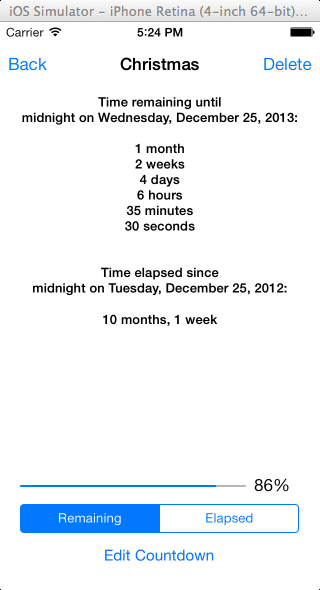 iOS Simulator – iPhone Retina (4-inch 64-bit)...
Carrier 5:24 PM
Back Christmas Delete
Time remaining until
midnight on Wednesday, December 25, 2013:
1 month
2 weeks
4 days
6 hours
35 minutes
30 seconds
Time elapsed since
midnight on Tuesday, December 25, 2012:
10 months, 1 week
86%
Remaining Elapsed
Edit Countdown